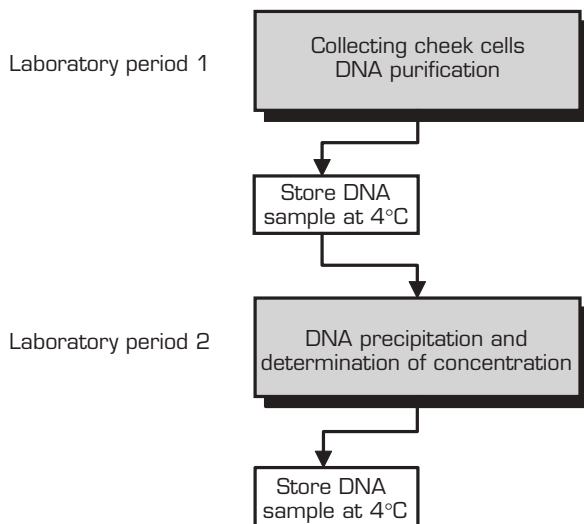 Laboratory period 1
Collecting cheek cells
DNA purification
Store DNA
sample at 4°C
Laboratory period 2
DNA precipitation and
determination of concentration
Store DNA
sample at 4°C